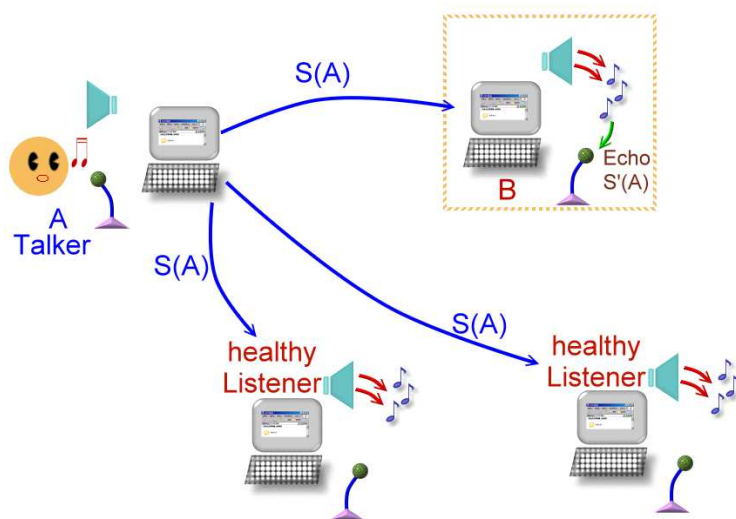 S(A)
B
Echo
S'(A)
A
Talker
S(A)
S(A)
healthy
Listener
healthy
Listener